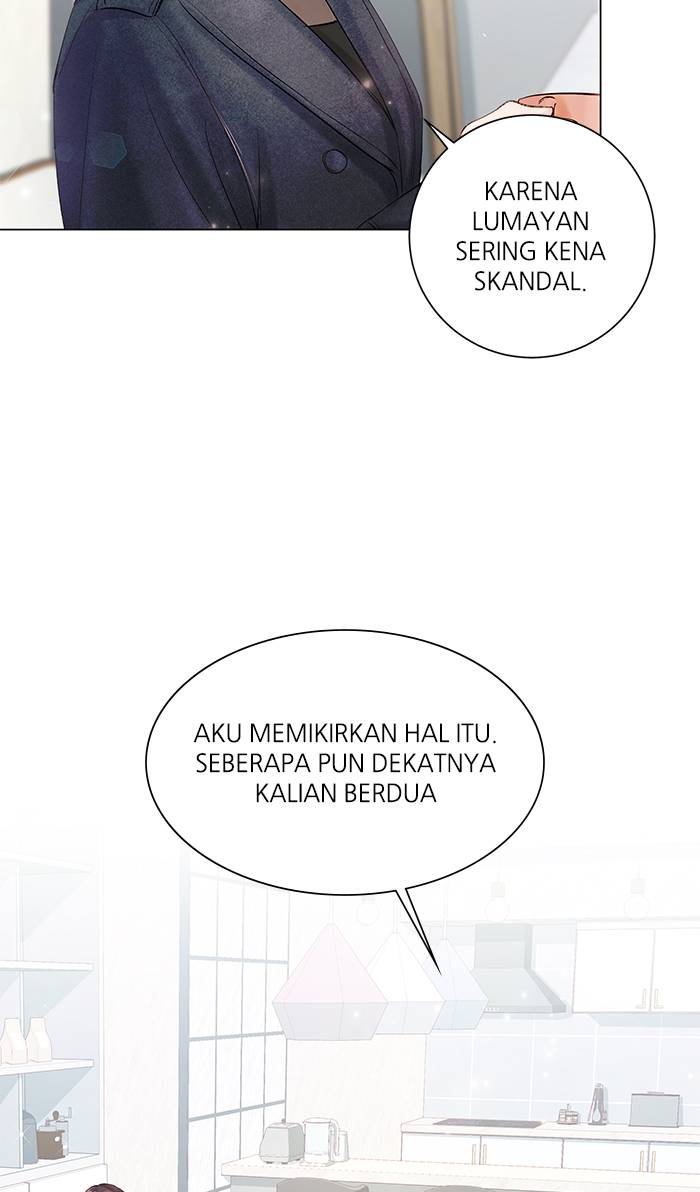 KARENA
LUMAYAN
SERING KENA
SKANDAL.
AKU MEMIKIRKAN HAL ITU.
SEBERAPA PUN DEKATNYA
KALIAN BERDUA